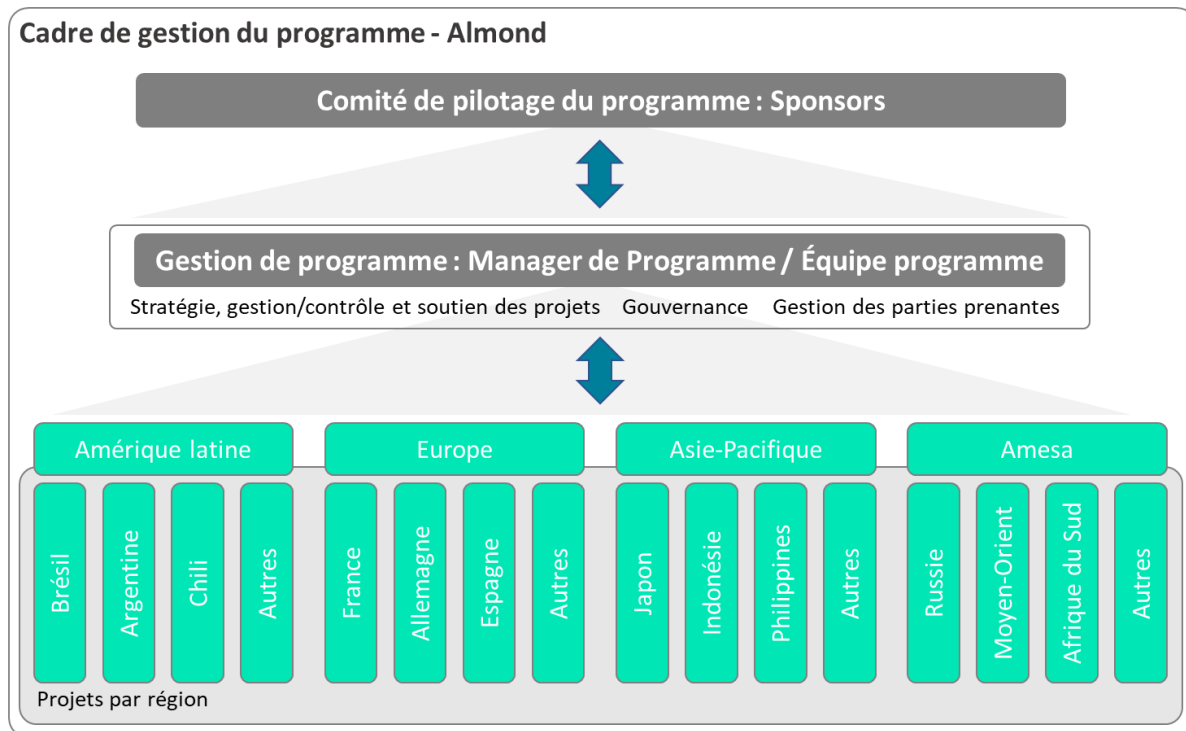 Cadre de gestion du programme - Almond
Comité de pilotage du programme : Sponsors
Gestion de programme : Manager de Programme / Équipe programme
Stratégie, gestion/contrôle et soutien des projets Gouvernance Gestion des parties prenantes
Amérique latine
Europe
Asie-Pacifique
Amesa
Brésil
Argentine
Chili
Autres
France
Allemagne
Espagne
Autres
Japon
Indonésie
Philippines
Autres
Russie
Moyen-Orient
Afrique du Sud
Autres
Projets par région